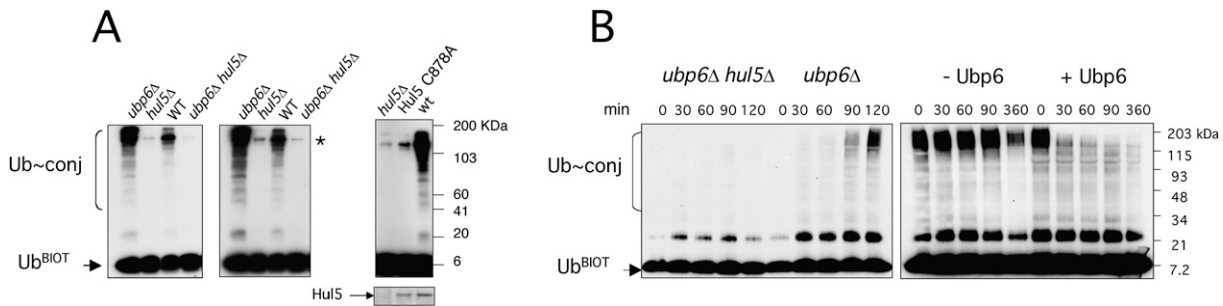 A
ubp6Δ
hul5Δ
WT
ubp6Δ hul5Δ
ubp6Δ
hul5Δ
WT
ubp6Δ hul5Δ
hul5Δ
Hul5 C878A
wt
Ub~conj
*
200 KDa
103
60
41
20
6
Ub^BIOT
Hul5
B
ubp6Δ hul5Δ ubp6Δ - Ubp6 + Ubp6
min 0 30 60 90 120 0 30 60 90 120 0 30 60 90 360 0 30 60 90 360
Ub~conj
203 kDa
115
93
48
34
21
7.2
Ub^BIOT